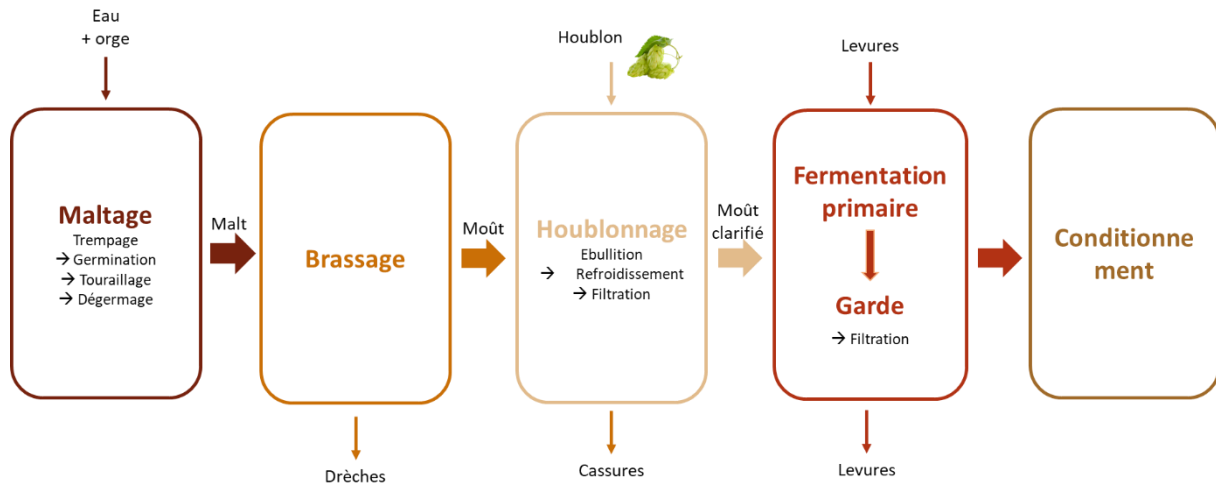 Eau
+ orge
Houblon
Levures
Maltage
Trempage
→ Germination
→ Touraillage
→ Dégermage
Malt
Brassage
Moût
Houblonnage
Ebullition
→ Refroidissement
→ Filtration
Moût
clarifié
Fermentation
primaire
Garde
→ Filtration
Conditionne
ment
Drèches
Cassures
Levures